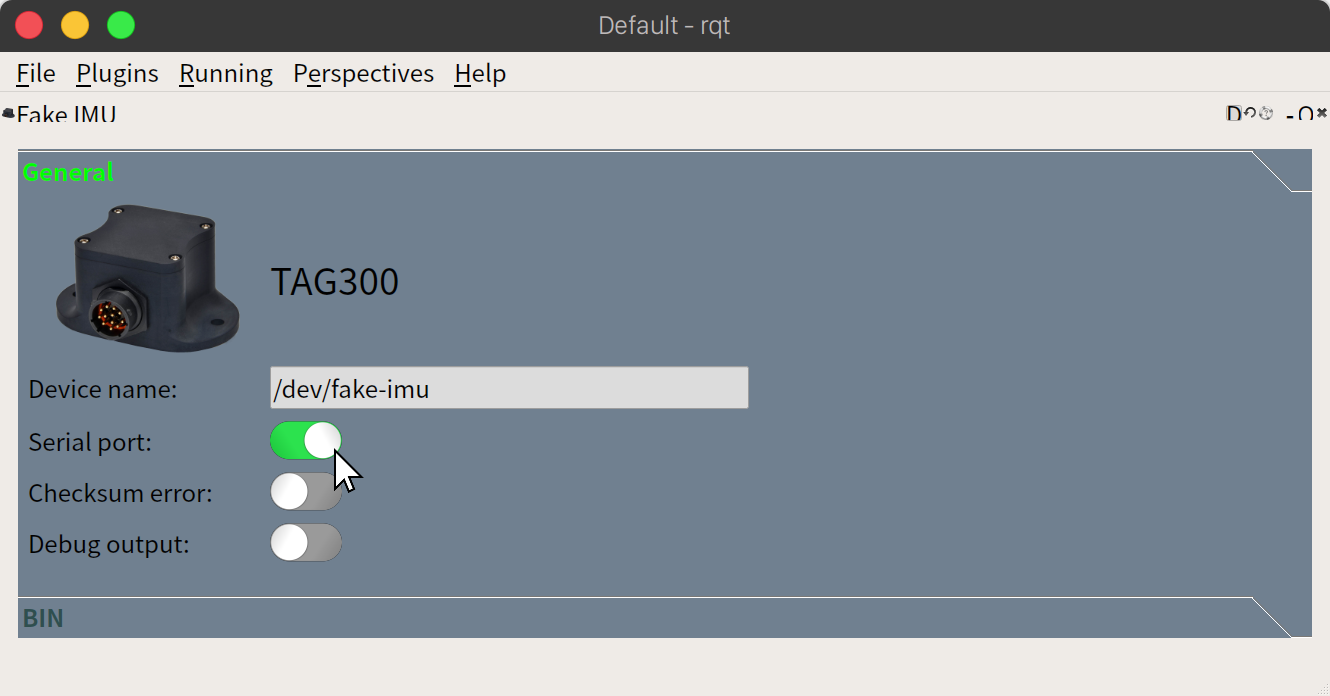 Default - rqt
File Plugins Running Perspectives Help
Fake IMU D
General
TAG300
Device name: /dev/fake-imu
Serial port:
Checksum error:
Debug output:
BIN